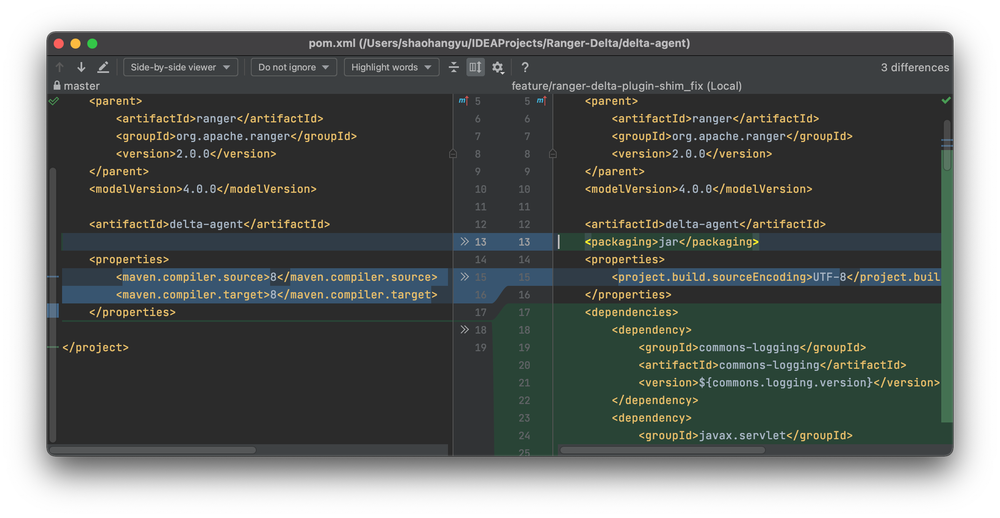 pom.xml (/Users/shaohangyu/IDEAProjects/Ranger-Delta/delta-agent)
Side-by-side viewer Do not ignore Highlight words ? 3 differences
master
feature/ranger-delta-plugin-shim_fix (Local)
<parent>
<artifactId>ranger</artifactId>
<groupId>org.apache.ranger</groupId>
<version>2.0.0</version>
</parent>
<modelVersion>4.0.0</modelVersion>
<artifactId>delta-agent</artifactId>
<properties>
<maven.compiler.source>8</maven.compiler.source>
<maven.compiler.target>8</maven.compiler.target>
</properties>
</project>
m 5
6
7
8
9
10
11
12
13
14
15
16
17
18
19
5 m
6
7
8
9
10
11
12
13
14
15
16
17
18
19
20
21
22
23
24
25
<parent>
<artifactId>ranger</artifactId>
<groupId>org.apache.ranger</groupId>
<version>2.0.0</version>
</parent>
<modelVersion>4.0.0</modelVersion>
<artifactId>delta-agent</artifactId>
<packaging>jar</packaging>
<properties>
<project.build.sourceEncoding>UTF-8</project.buil
</properties>
<dependencies>
<dependency>
<groupId>commons-logging</groupId>
<artifactId>commons-logging</artifactId>
<version>${commons.logging.version}</version>
</dependency>
<dependency>
<groupId>javax.servlet</groupId>